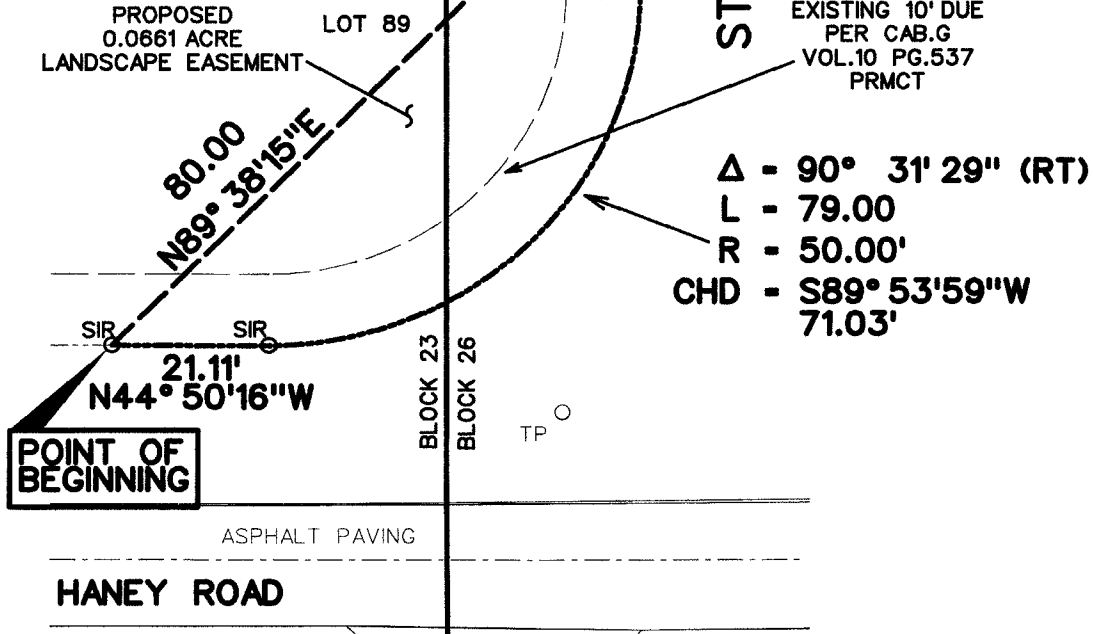 PROPOSED
0.0661 ACRE
LANDSCAPE EASEMENT
LOT 89
ST
EXISTING 10' DUE
PER CAB.G
VOL.10 PG.537
PRMCT
80.00
N89° 38'15"E
Δ - 90° 31' 29" (RT)
L - 79.00
R - 50.00'
CHD - S89° 53'59"W
71.03'
SIR
SIR
21.11'
N44° 50'16"W
BLOCK 23
BLOCK 26
TP
POINT OF
BEGINNING
ASPHALT PAVING
HANEY ROAD